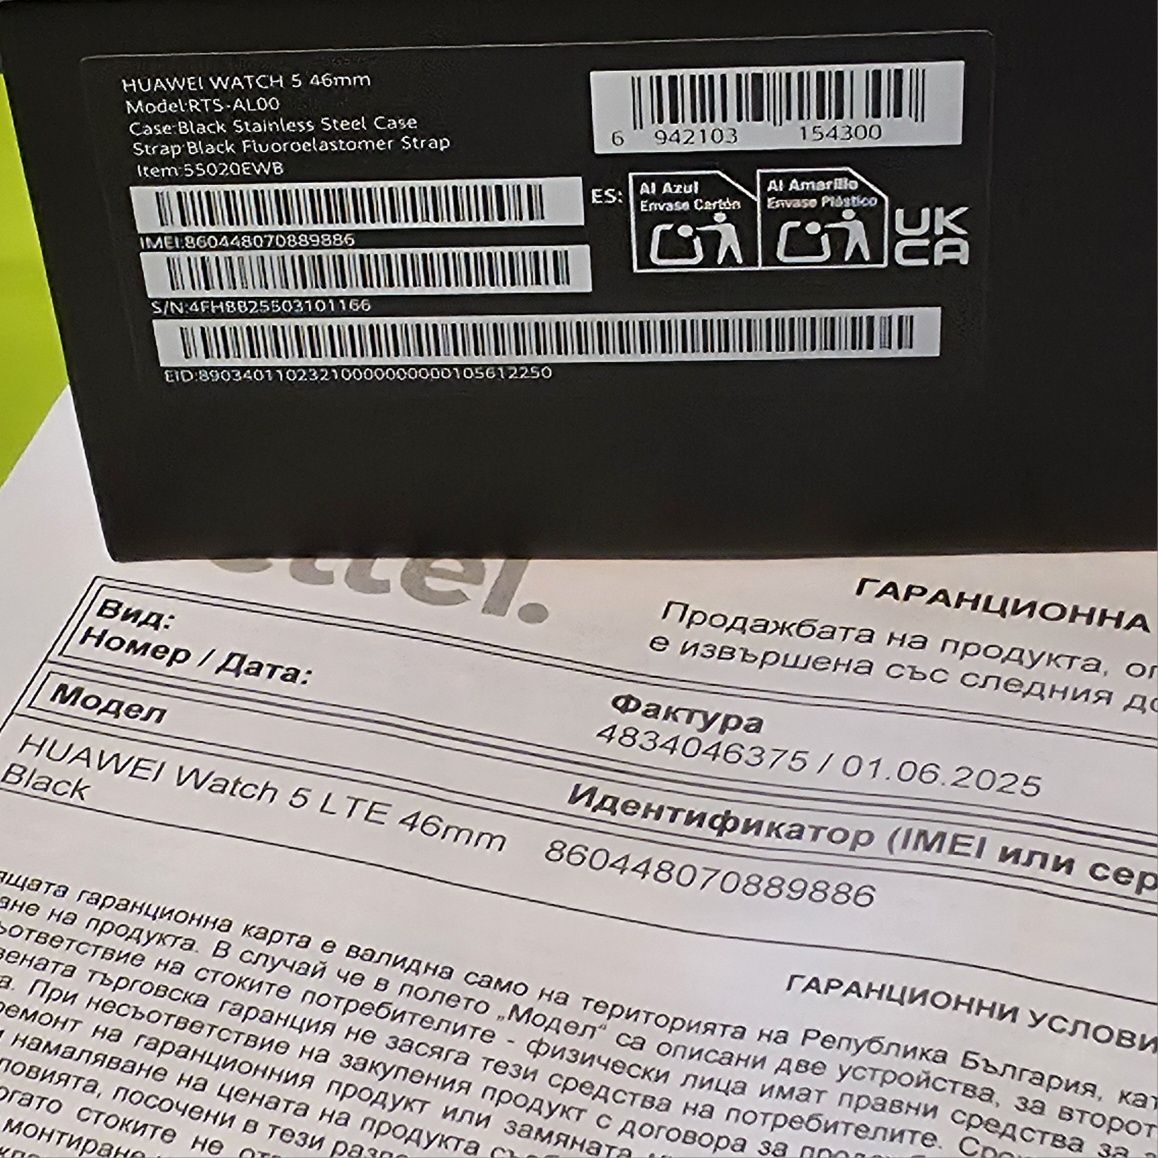 HUAWEI WATCH 5 46mm
Model:RTS-AL00
Case:Black Stainless Steel Case
Strap:Black Fluoroelastomer Strap
Item:55020EWB
IMEI:860448070889886
S/N:4FH8B25503101166
EID:89034011023210000000000105612250
6 942103 154300
ES:
Al Azul
Envase Cartón
Al Amarillo
Envase Plástico
UK
CA
ettel.
ГАРАНЦИОННА
Продажбата на продукта,
е извършена със следния
Вид:
Номер / Дата:
Фактура
4834046375 / 01.06.2025
Модел
Идентификатор (IMEI или сер
HUAWEI Watch 5 LTE 46mm
Black
860448070889886
ГАРАНЦИОННИ УСЛОВИ
гаранционна карта е валидна само на територията на Република България,
на продукта. В случай че в полето „Модел“ са описани две устройства, за
на стоките потребителите - физически лица имат правни средства за
търговска гаранция не засяга тези средства на потребителите.
При несъответствие на закупения продукт с договора за
на гаранционния продукт или замяната
намаляване на цената на продукта
посочени в тези
стоките не
монтиране